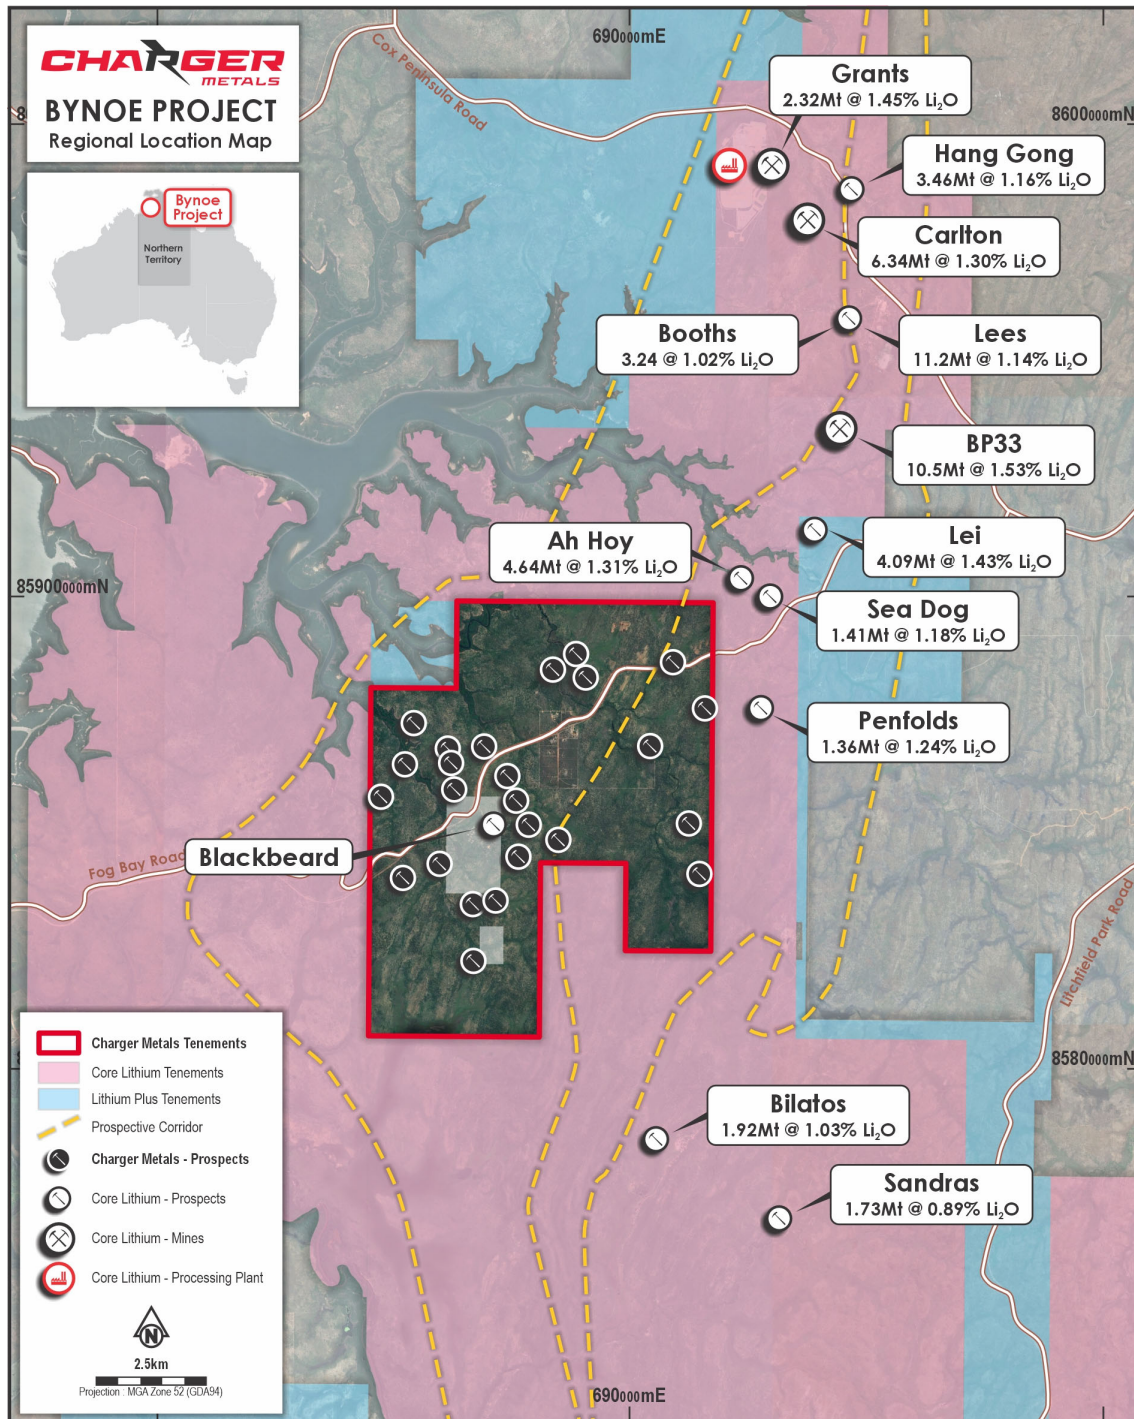 CHARGER
METALS
BYNOE PROJECT
Regional Location Map
Bynoe
Project
Northern
Territory
690000mE
Cox Peninsula Road
8600000mN
Grants
2.32Mt @ 1.45% Li₂O
Hang Gong
3.46Mt @ 1.16% Li₂O
Carlton
6.34Mt @ 1.30% Li₂O
Booths
3.24 @ 1.02% Li₂O
Lees
11.2Mt @ 1.14% Li₂O
BP33
10.5Mt @ 1.53% Li₂O
Ah Hoy
4.64Mt @ 1.31% Li₂O
Lei
4.09Mt @ 1.43% Li₂O
85900000mN
Sea Dog
1.41Mt @ 1.18% Li₂O
Penfolds
1.36Mt @ 1.24% Li₂O
Blackbeard
Fog Bay Road
Litchfield Park Road
8580000mN
Bilatos
1.92Mt @ 1.03% Li₂O
Sandras
1.73Mt @ 0.89% Li₂O
Charger Metals Tenements
Core Lithium Tenements
Lithium Plus Tenements
Prospective Corridor
Charger Metals - Prospects
Core Lithium - Prospects
Core Lithium - Mines
Core Lithium - Processing Plant
N
2.5km
Projection : MGA Zone 52 (GDA94)
690000mE